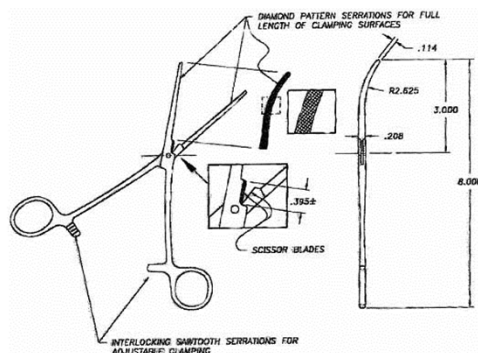 DIAMOND PATTERN SERRATIONS FOR FULL
LENGTH OF CLAMPING SURFACES
.114
R2.625
3.000
.208
8.000
.395±
SCISSOR BLADES
INTERLOCKING SAWTOOTH SERRATIONS FOR
ADJUSTABLE CLAMPING